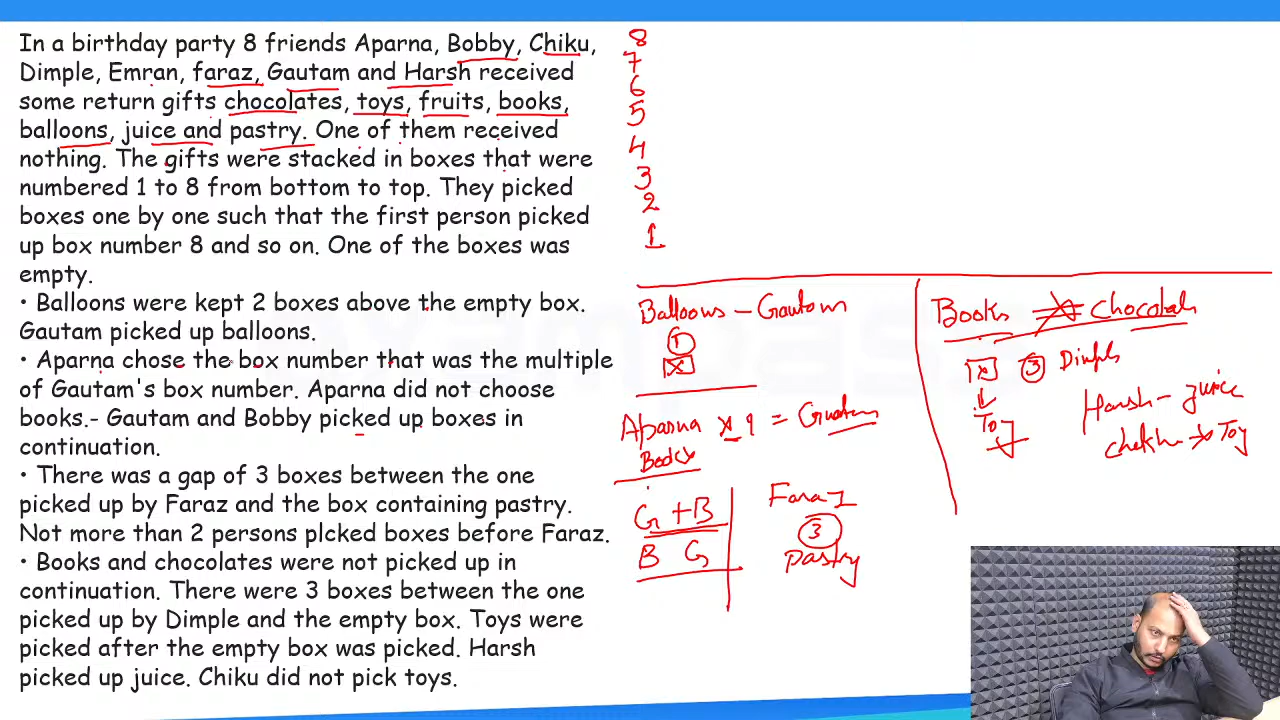 In a birthday party 8 friends Aparna, Bobby, Chiku,
Dimple, Emran, faraz, Gautam and Harsh received
some return gifts chocolates, toys, fruits, books,
balloons, juice and pastry. One of them received
nothing. The gifts were stacked in boxes that were
numbered 1 to 8 from bottom to top. They picked
boxes one by one such that the first person picked
up box number 8 and so on. One of the boxes was
empty.
• Balloons were kept 2 boxes above the empty box.
Gautam picked up balloons.
• Aparna chose the box number that was the multiple
of Gautam's box number. Aparna did not choose
books.- Gautam and Bobby picked up boxes in
continuation.
• There was a gap of 3 boxes between the one
picked up by Faraz and the box containing pastry.
Not more than 2 persons picked boxes before Faraz.
• Books and chocolates were not picked up in
continuation. There were 3 boxes between the one
picked up by Dimple and the empty box. Toys were
picked after the empty box was picked. Harsh
picked up juice. Chiku did not pick toys.
8
7
6
5
4
3
2
1
Balloons - Gautam
1
x
Aparna x 9 = Gautam
Books
G + B
B G
Faraz
3
pastry
Books Chocolate
x 3 Dimple
↓
Toy
Harsh - juice
Toy